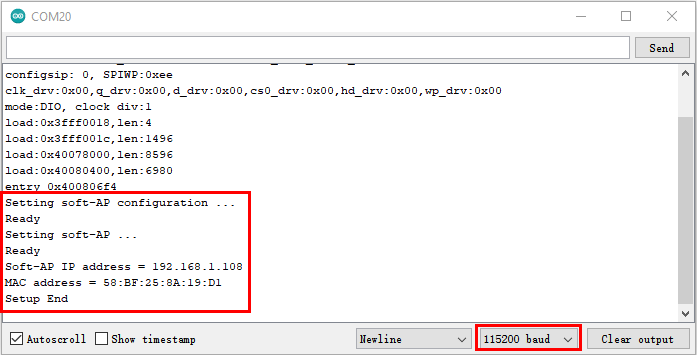 COM20
Send
configsip: 0, SPIWP:0xee
clk_drv:0x00,q_drv:0x00,d_drv:0x00,cs0_drv:0x00,hd_drv:0x00,wp_drv:0x00
mode:DIO, clock div:1
load:0x3fff0018,len:4
load:0x3fff001c,len:1496
load:0x40078000,len:8596
load:0x40080400,len:6980
entry 0x400806f4
Setting soft-AP configuration ...
Ready
Setting soft-AP ...
Ready
Soft-AP IP address = 192.168.1.108
MAC address = 58:BF:25:8A:19:D1
Setup End
Autoscroll Show timestamp Newline 115200 baud Clear output